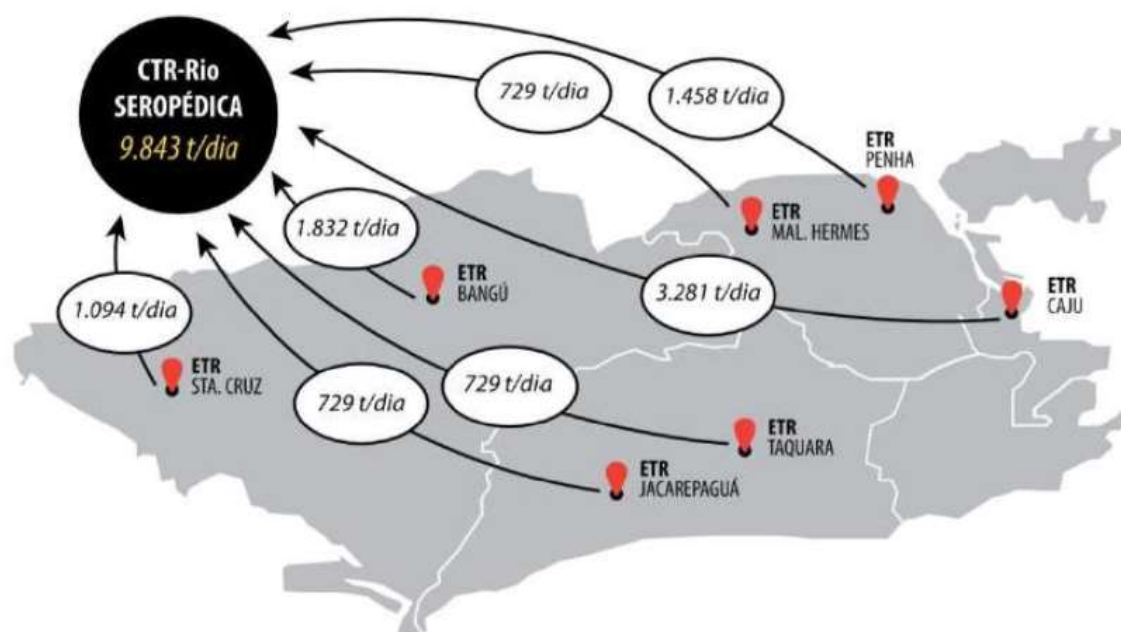 CTR-Rio
SEROPÉDICA
9.843 t/dia
729 t/dia
1.458 t/dia
ETR
PENHA
ETR
MAL. HERMES
1.832 t/dia
ETR
BANGÚ
3.281 t/dia
ETR
CAJU
1.094 t/dia
ETR
STA. CRUZ
729 t/dia
729 t/dia
ETR
TAQUARA
ETR
JACAREPAGUÁ